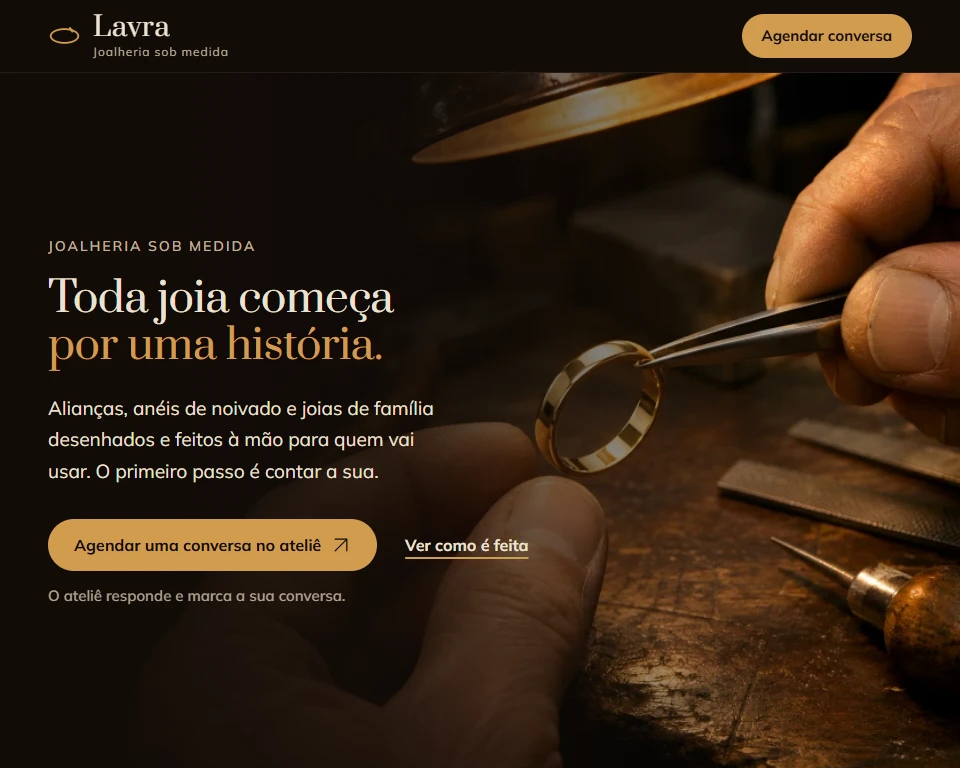 Lavra
Joalheria sob medida
Agendar conversa
JOALHERIA SOB MEDIDA
Toda joia começa
por uma história.
Alianças, anéis de noivado e joias de família
desenhados e feitos à mão para quem vai
usar. O primeiro passo é contar a sua.
Agendar uma conversa no ateliê
Ver como é feita
O ateliê responde e marca a sua conversa.